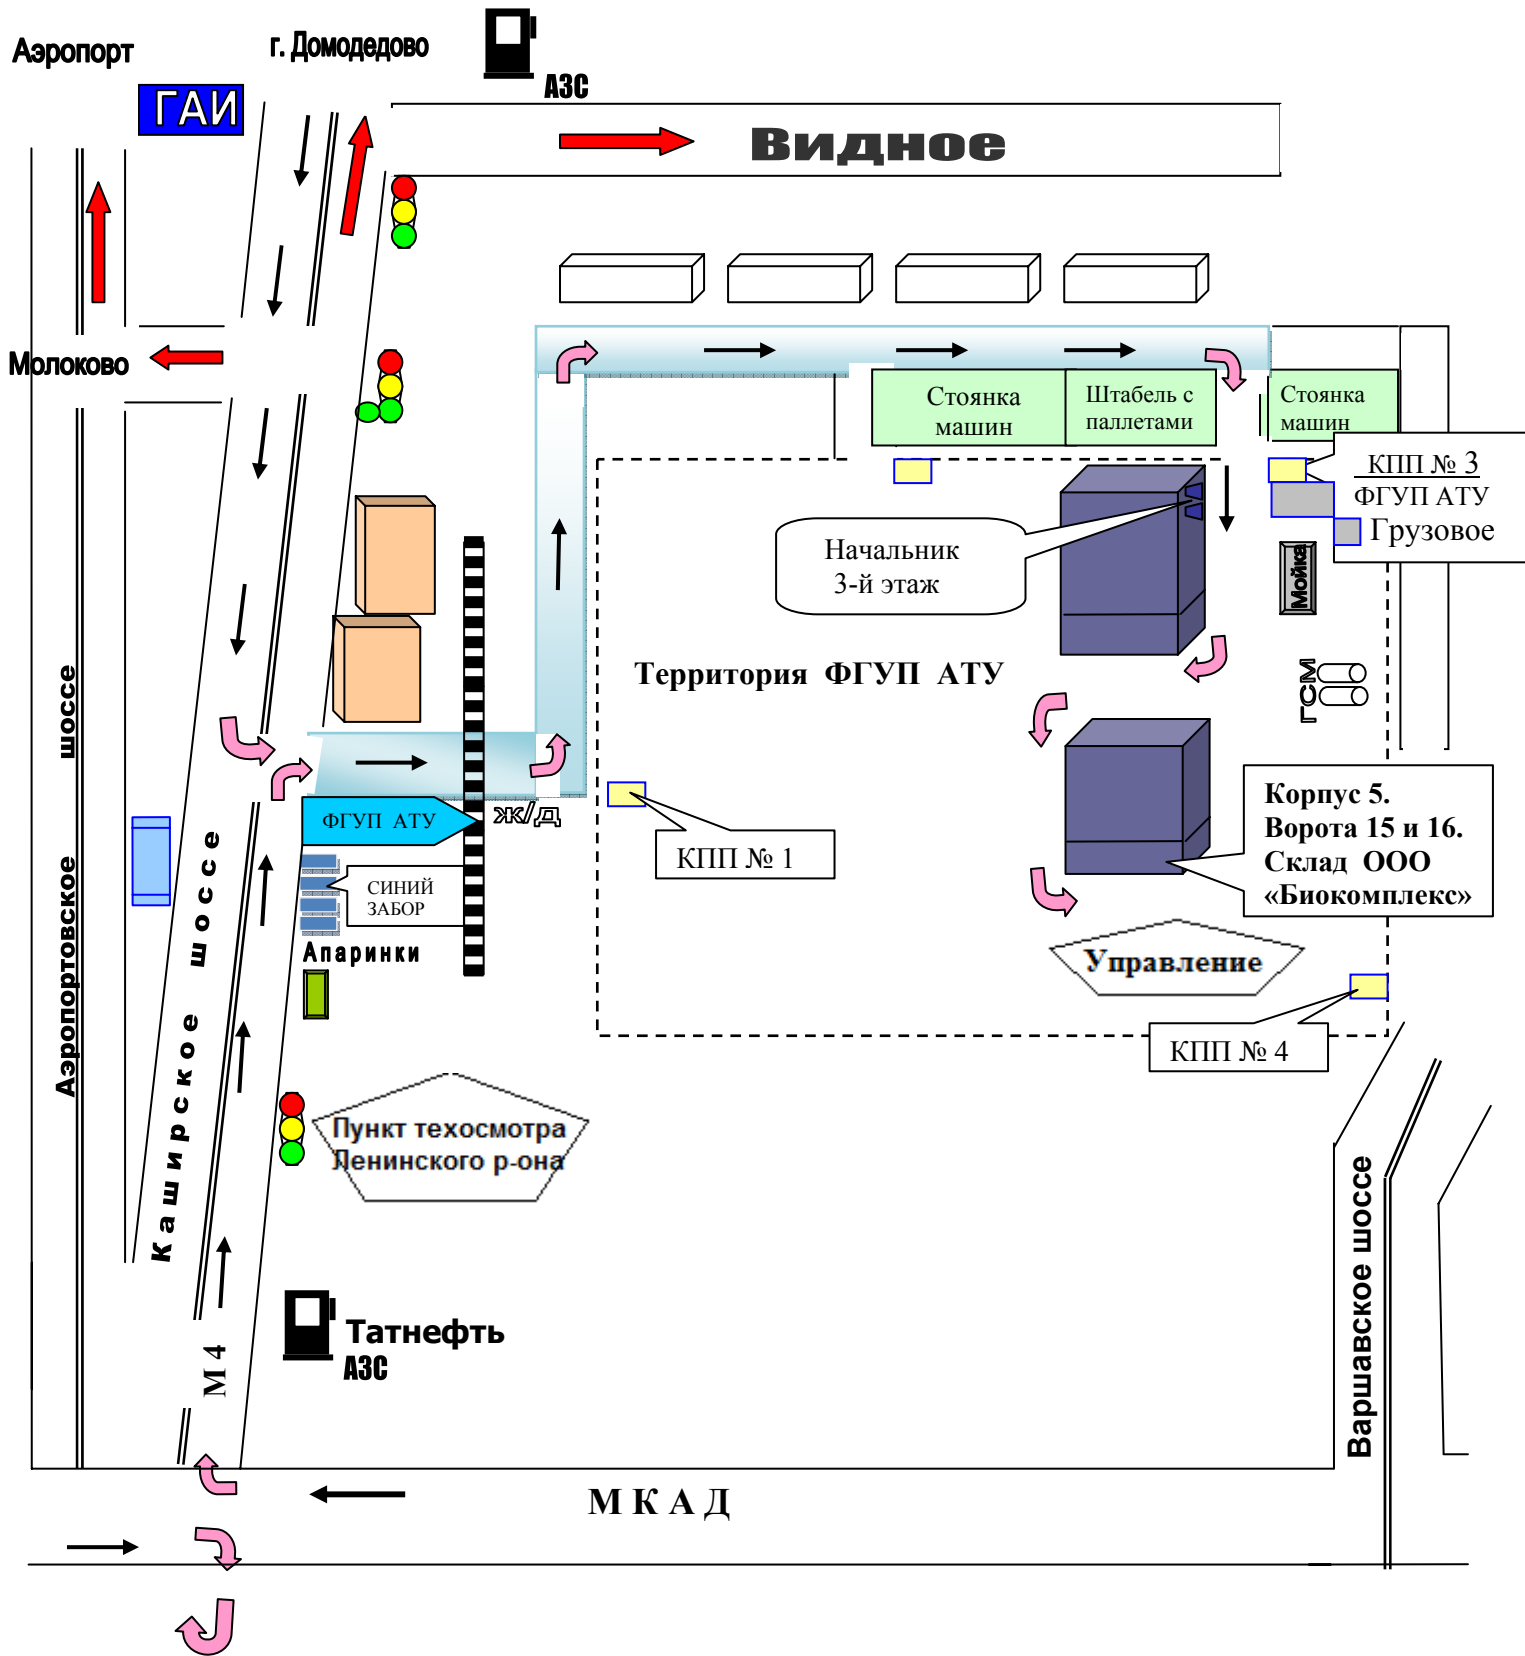 Аэропорт
г. Домодедово
АЗС
ГАИ
Видное
Молоково
Стоянка
машин
Штабель с
паллетами
Стоянка
машин
КПП № 3
ФГУП АТУ
Грузовое
Начальник
3-й этаж
Мойка
Территория ФГУП АТУ
ГСМ
Аэропортовское шоссе
Каширское шоссе
ФГУП АТУ
ж/д
КПП № 1
СИНИЙ
ЗАБОР
Апаринки
Корпус 5.
Ворота 15 и 16.
Склад ООО
«Биокомплекс»
Управление
КПП № 4
Пункт техосмотра
Ленинского р-она
Варшавское шоссе
Татнефть
АЗС
М 4
М К А Д